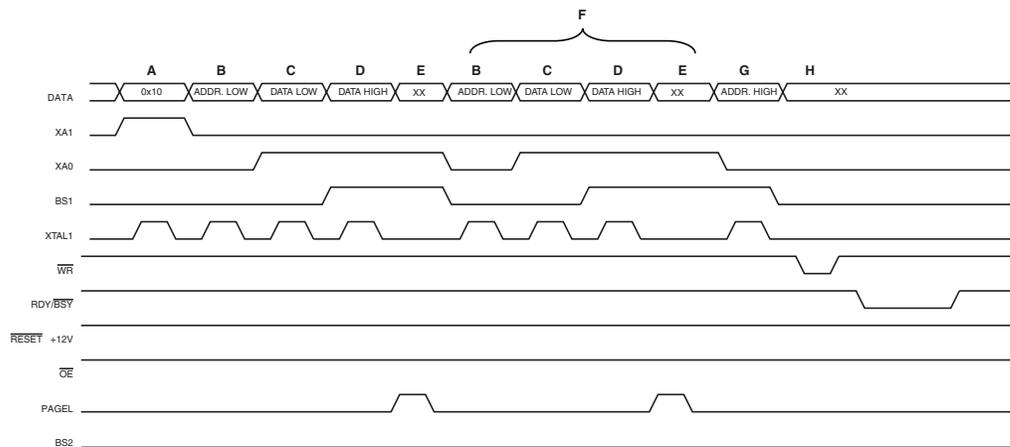 F
A B C D E B C D E G H
DATA 0x10 ADDR. LOW DATA LOW DATA HIGH XX ADDR. LOW DATA LOW DATA HIGH XX ADDR. HIGH XX
XA1
XA0
BS1
XTAL1
WR
RDY/BSY
RESET +12V
OE
PAGEL
BS2